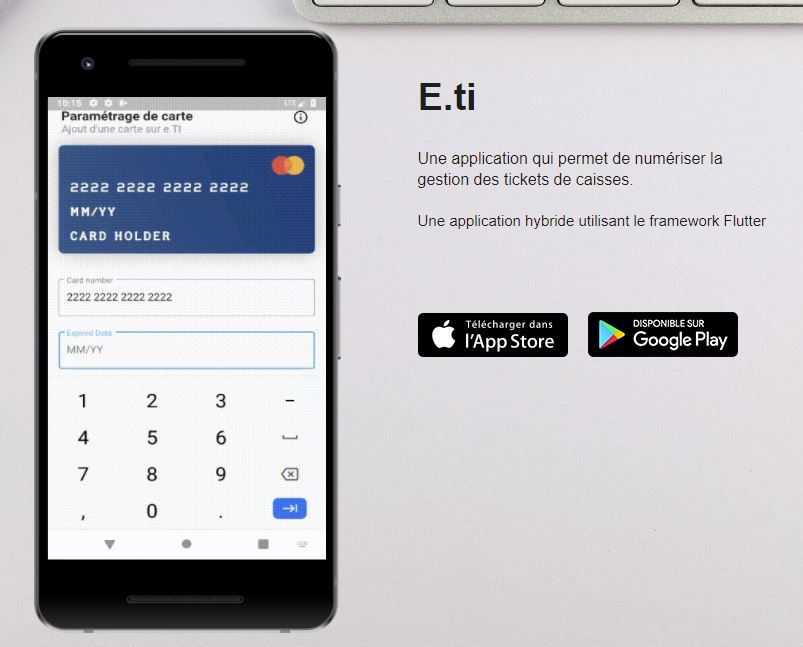 10:15
LTE
Paramétrage de carte
Ajout d'une carte sur e.TI
2222 2222 2222 2222
MM/YY
CARD HOLDER
Card number
2222 2222 2222 2222
Expired Date
MM/YY
1 2 3 –
4 5 6
7 8 9
, 0 .
E.ti
Une application qui permet de numériser la
gestion des tickets de caisses.
Une application hybride utilisant le framework Flutter
Télécharger dans
l'App Store
DISPONIBLE SUR
Google Play